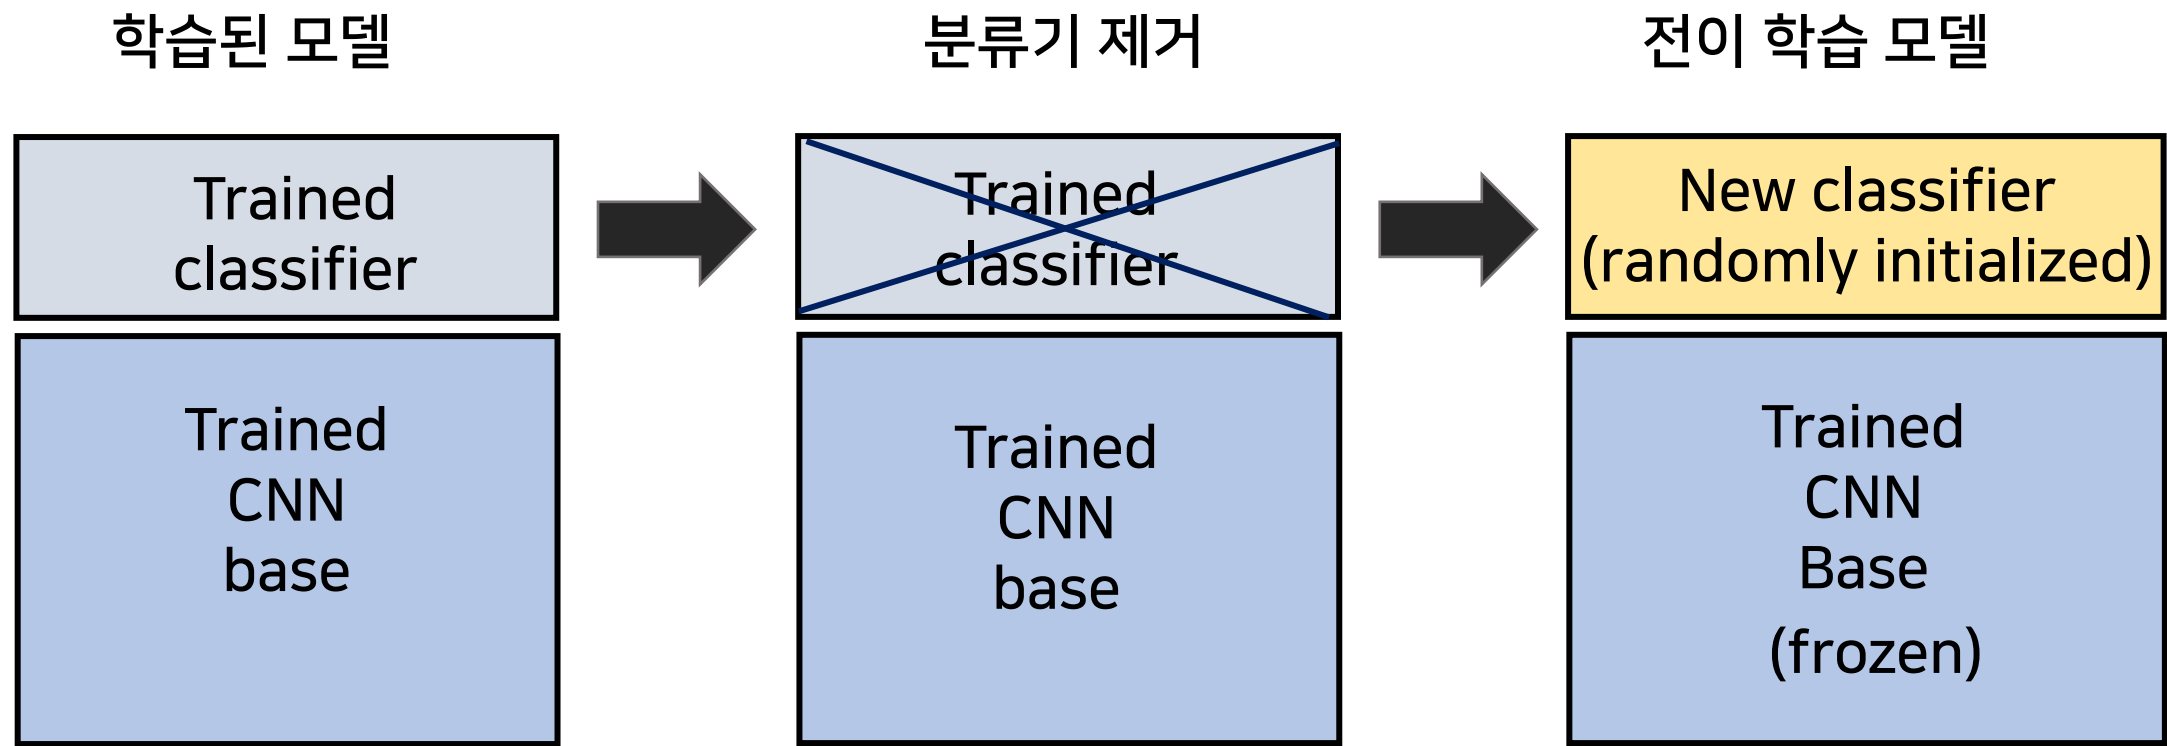 학습된 모델
분류기 제거
전이 학습 모델
Trained
classifier
Trained
CNN
base
Trained
classifier
Trained
CNN
base
New classifier
(randomly initialized)
Trained
CNN
Base
(frozen)